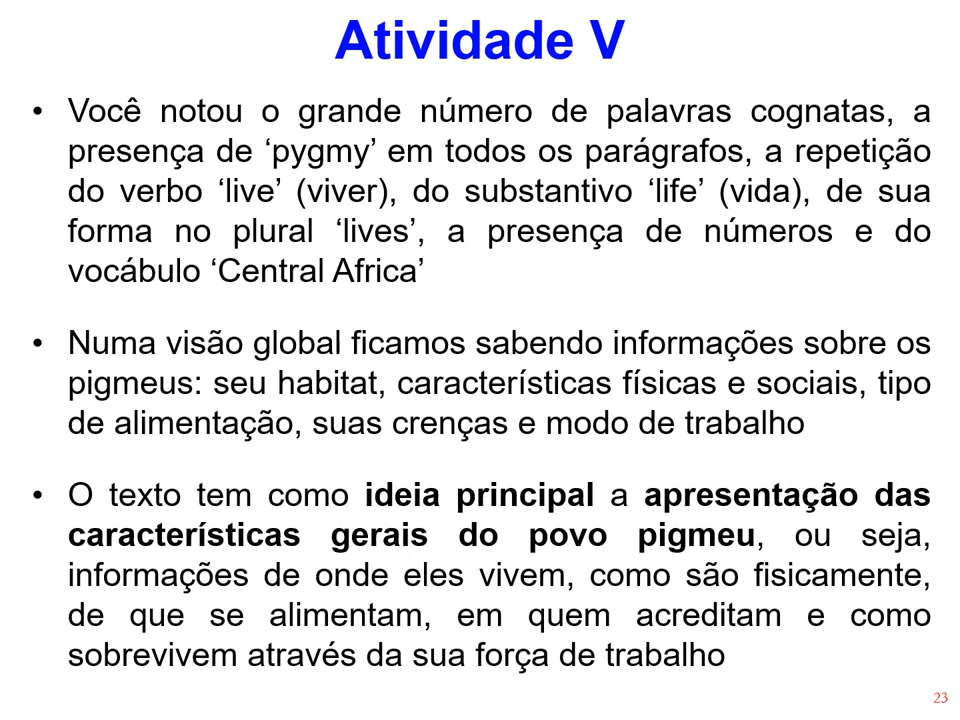 Atividade V
• Você notou o grande número de palavras cognatas, a
presença de ‘pygmy’ em todos os parágrafos, a repetição
do verbo ‘live’ (viver), do substantivo ‘life’ (vida), de sua
forma no plural ‘lives’, a presença de números e do
vocábulo ‘Central Africa’
• Numa visão global ficamos sabendo informações sobre os
pigmeus: seu habitat, características físicas e sociais, tipo
de alimentação, suas crenças e modo de trabalho
• O texto tem como ideia principal a apresentação das
características gerais do povo pigmeu, ou seja,
informações de onde eles vivem, como são fisicamente,
de que se alimentam, em quem acreditam e como
sobrevivem através da sua força de trabalho
23